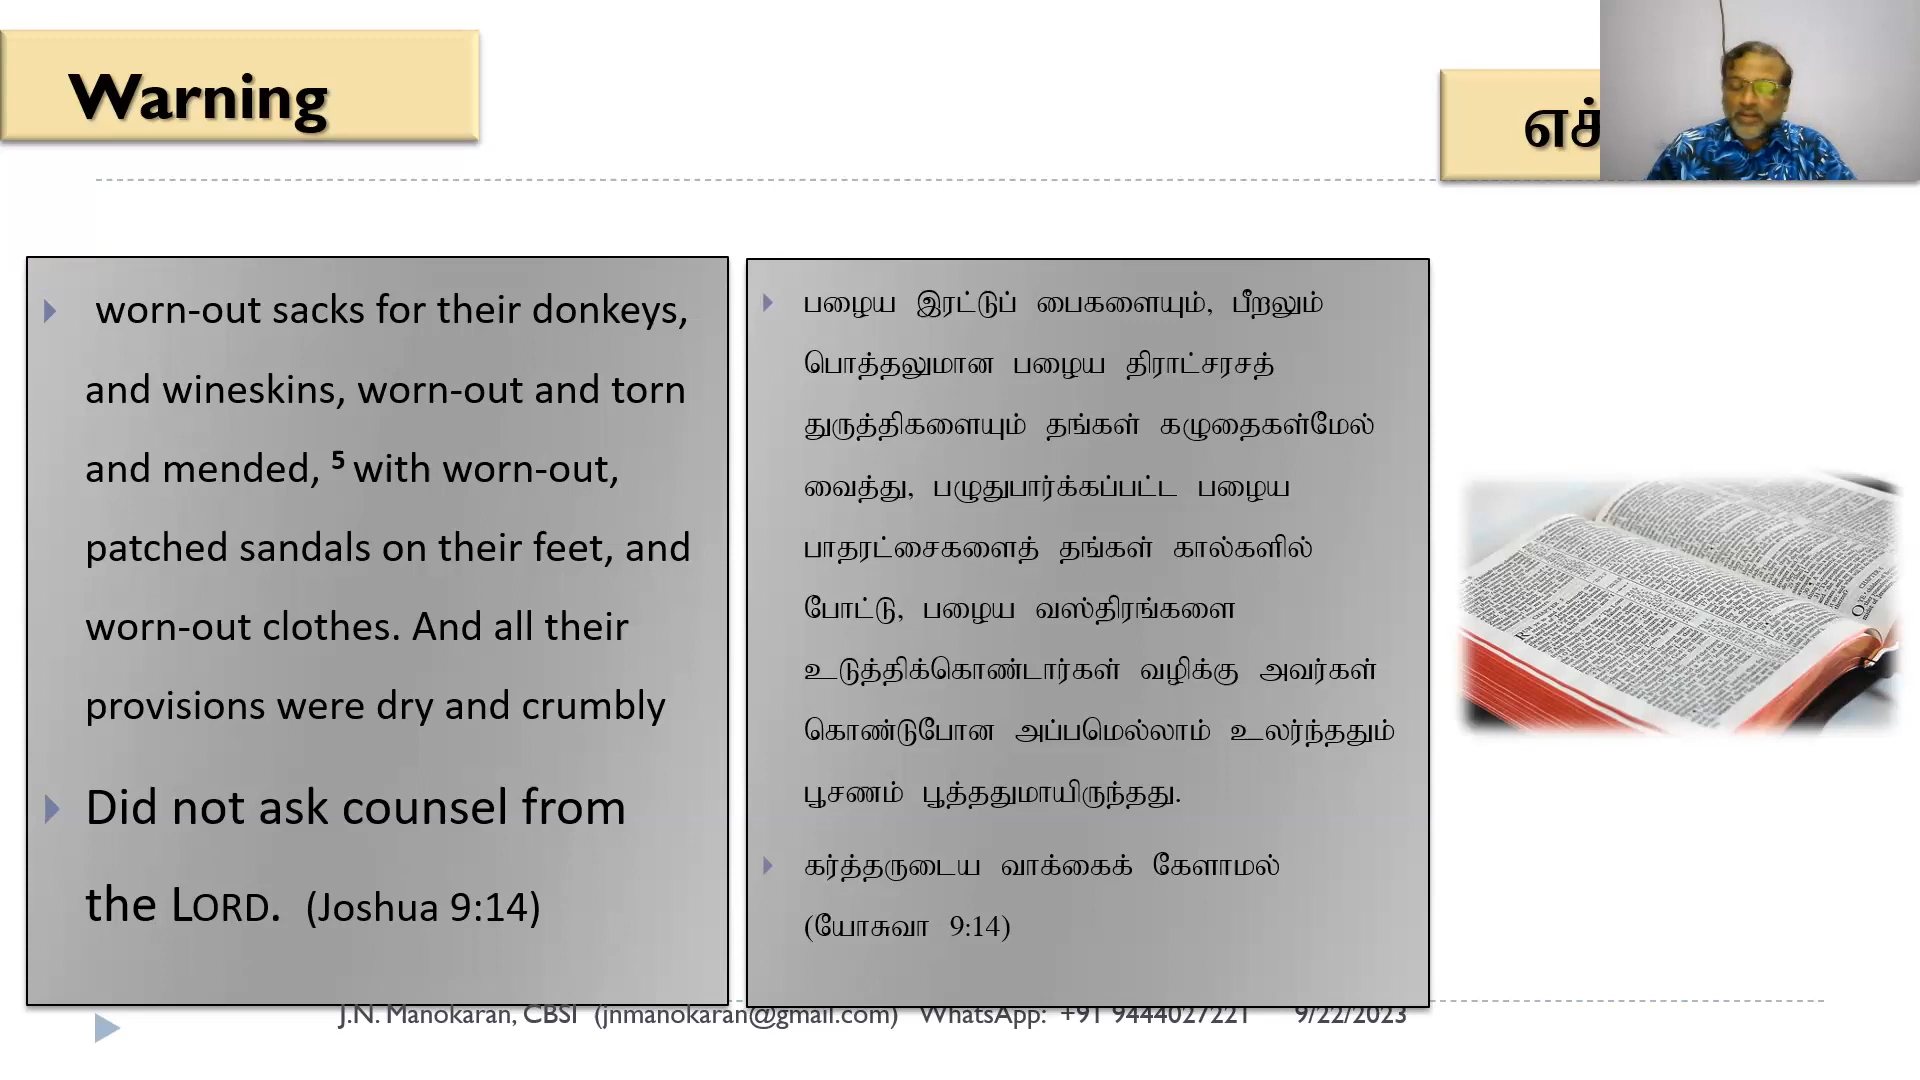 Warning
எச்
worn-out sacks for their donkeys,
and wineskins, worn-out and torn
and mended, 5 with worn-out,
patched sandals on their feet, and
worn-out clothes. And all their
provisions were dry and crumbly
Did not ask counsel from
the LORD. (Joshua 9:14)
பழைய இரட்டுப் பைகளையும், பீறலும்
பொத்தலுமான பழைய திராட்சரசத்
துருத்திகளையும் தங்கள் கழுதைகள்மேல்
வைத்து, பழுதுபார்க்கப்பட்ட பழைய
பாதரட்சைகளைத் தங்கள் கால்களில்
போட்டு, பழைய வஸ்திரங்களை
உடுத்திக்கொண்டார்கள் வழிக்கு அவர்கள்
கொண்டுபோன அப்பமெல்லாம் உலர்ந்ததும்
பூசணம் பூத்ததுமாயிருந்தது.
கர்த்தருடைய வாக்கைக் கேளாமல்
(யோசுவா 9:14)
J.N. Manokaran, CBSI (jnmanokaran@gmail.com) WhatsApp: +91 9444027221 9/22/2023